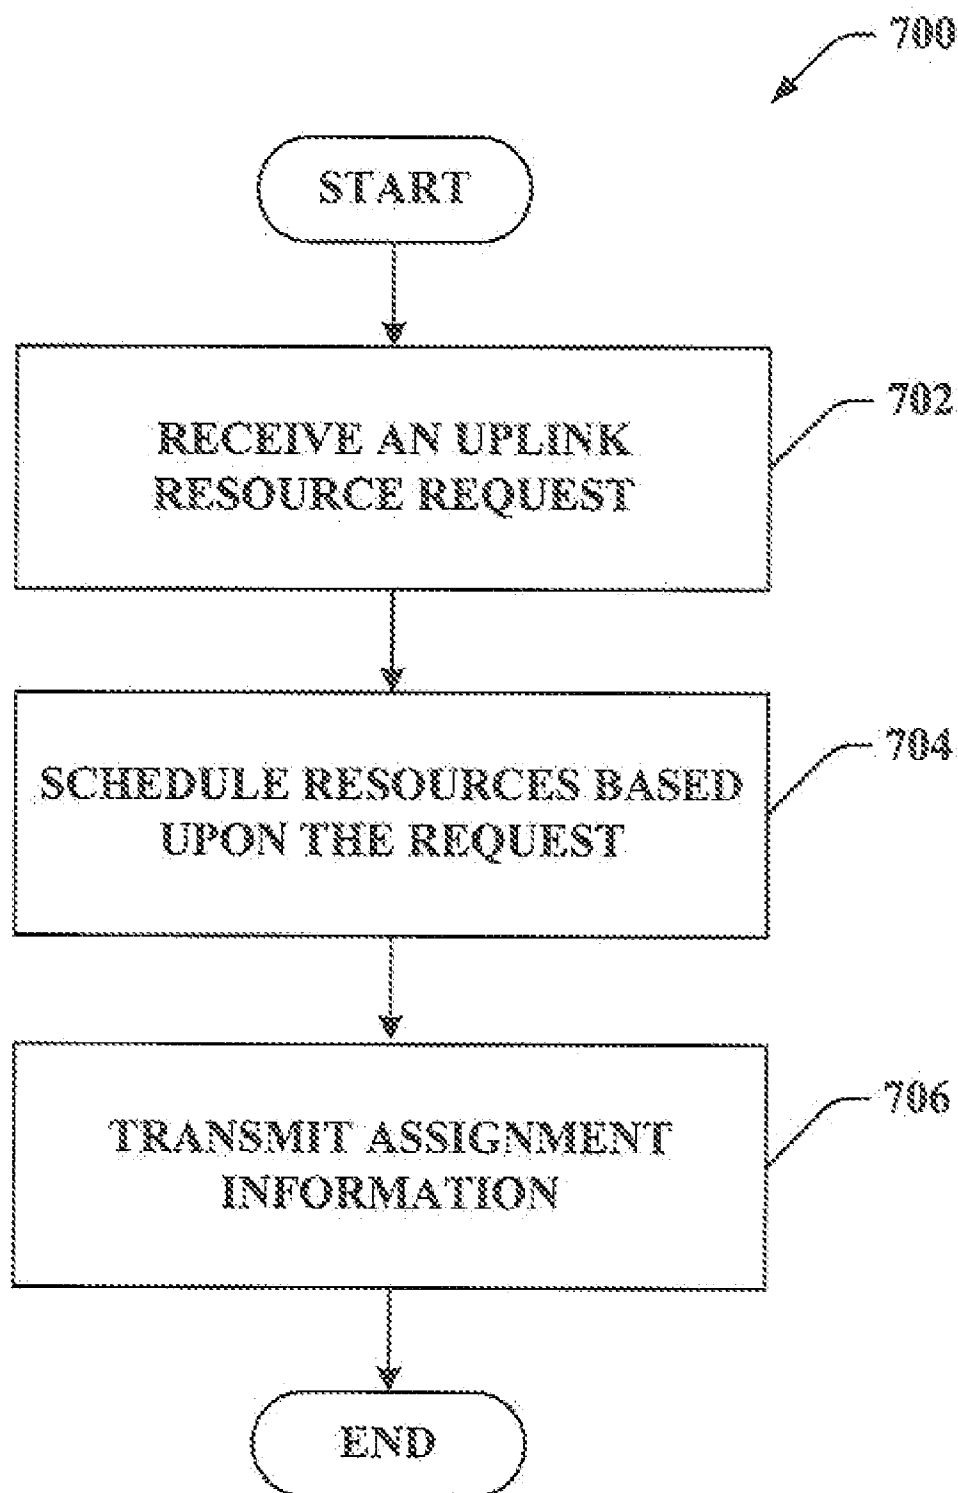 700
START
RECEIVE AN UPLINK
RESOURCE REQUEST
702
SCHEDULE RESOURCES BASED
UPON THE REQUEST
704
TRANSMIT ASSIGNMENT
INFORMATION
706
END